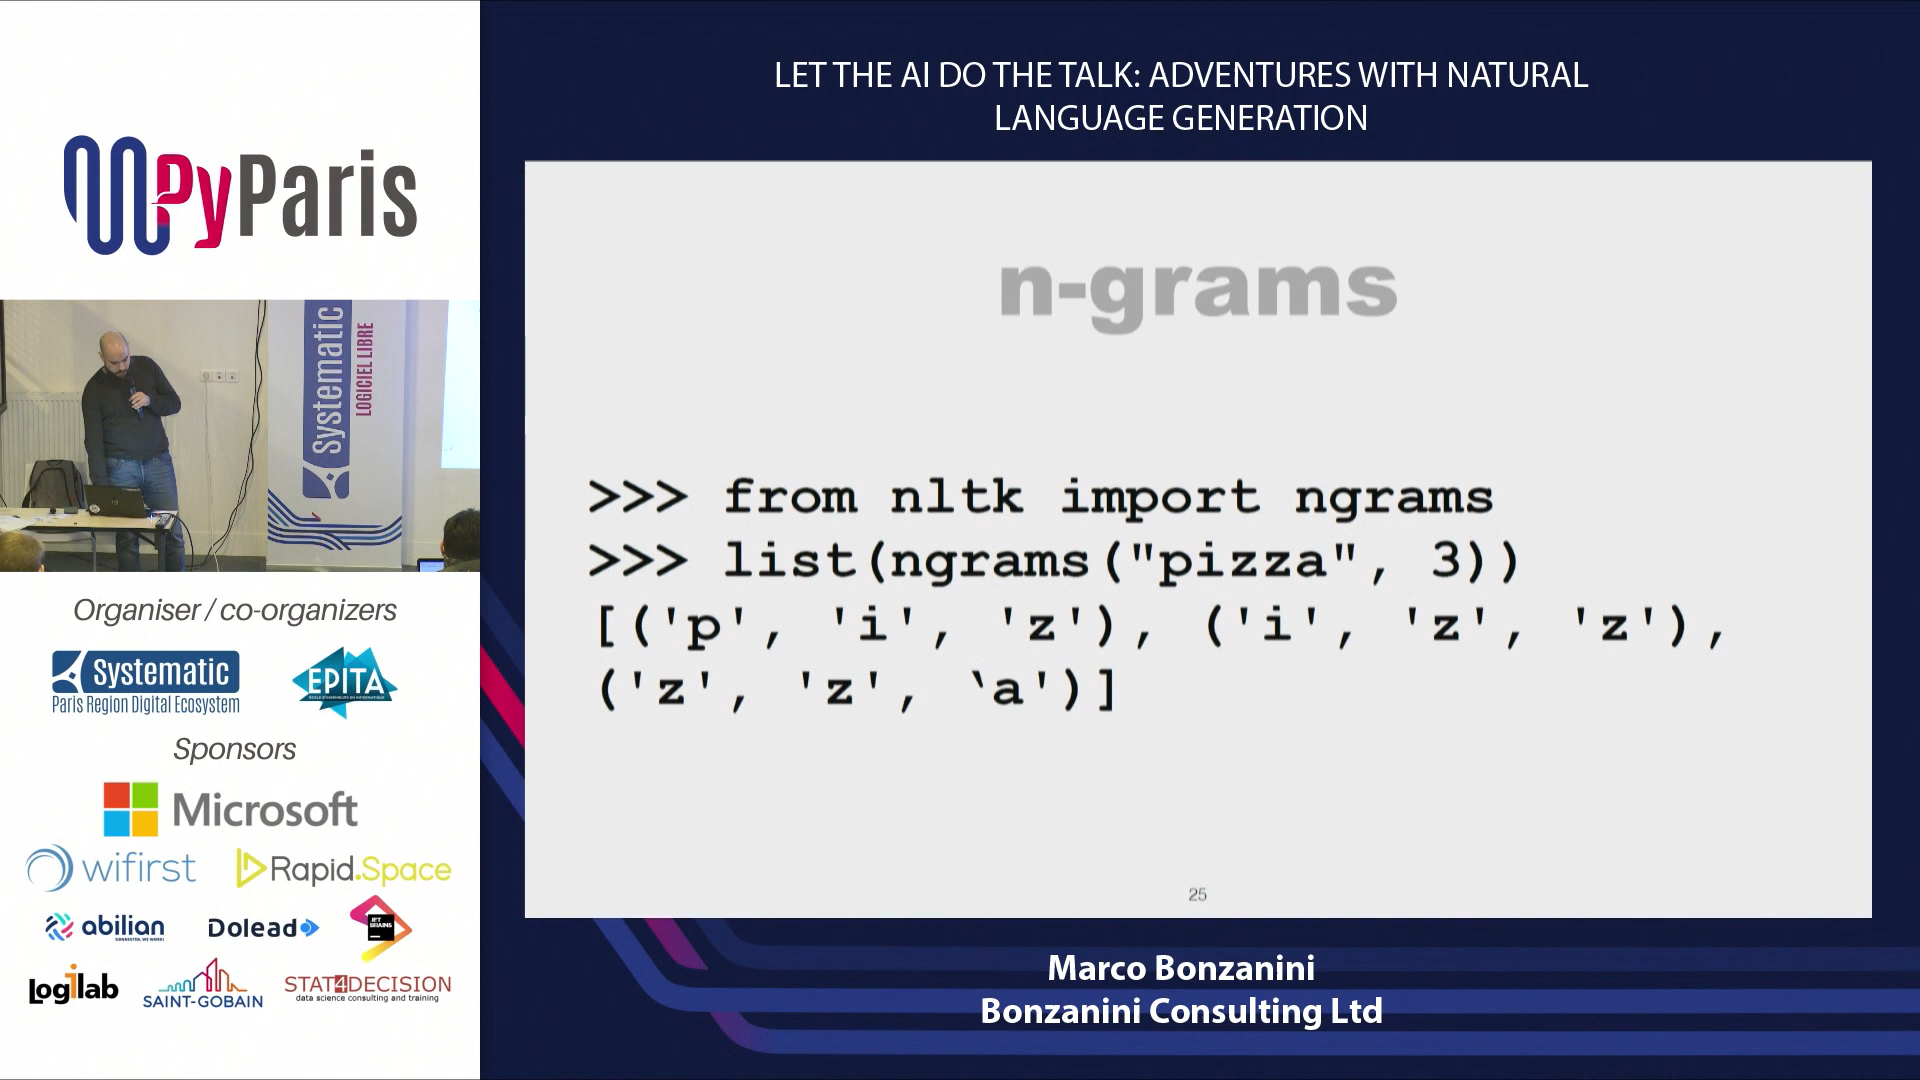 LET THE AI DO THE TALK: ADVENTURES WITH NATURAL
LANGUAGE GENERATION
PyParis
n-grams
>>> from nltk import ngrams
>>> list(ngrams("pizza", 3))
[('p', 'i', 'z'), ('i', 'z', 'z'),
('z', 'z', `a')]
25
Systematic
LOGICIEL LIBRE
Organiser / co-organizers
Systematic
Paris Region Digital Ecosystem
EPITA
Sponsors
Microsoft
wifirst
Rapid.Space
abilian
CONNECTED, WE WORK!
Dolead
JET
BRAINS
Logilab
SAINT-GOBAIN
STAT4DECISION
data science consulting and training
Marco Bonzanini
Bonzanini Consulting Ltd